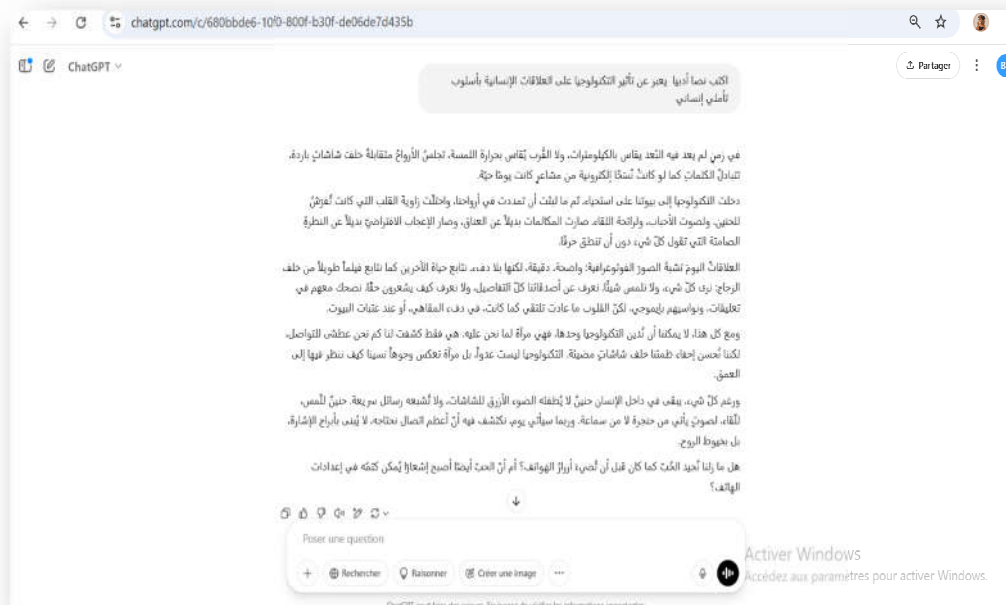 chatgpt.com/c/680bbde6-10f0-800f-b30f-de06de7d435b
ChatGPT
Partager
اكتب نصا أدبيا يعبر عن تأثير التكنولوجيا على العلاقات الإنسانية بأسلوب
تأملي إنساني
في زمنٍ لم يعد فيه البُعد يقاس بالكيلومترات، ولا القُرب يُقاس بحرارة اللمسة، تجلسُ الأرواحُ متقابلةً خلف شاشاتٍ باردة،
تتبادلُ الكلماتِ كما لو كانت نُسخًا إلكترونية من مشاعرٍ كانت يومًا حيّة.
دخلت التكنولوجيا إلى بيوتنا على استحياء، ثم ما لبثت أن تمددت في أرواحنا، واحتلّت زاوية القلب التي كانت تُفرَشُ
للحنين، ولصوت الأحباب، ولرائحة اللقاء. صارت المكالمات بديلاً عن العناق، وصار الإعجاب الافتراضيّ بديلاً عن النظرة
الصامتة التي تقول كلّ شيء دون أن تنطق حرفًا.
العلاقاتُ اليومَ تشبهُ الصورَ الفوتوغرافية: واضحة، دقيقة، لكنها بلا دفء. نتابع حياة الآخرين كما نتابع فيلماً طويلاً من خلف
الزجاج: نرى كلّ شيء، ولا نلمس شيئًا. نعرف عن أصدقائنا كلّ التفاصيل، ولا نعرف كيف يشعرون حقًا. نضحك معهم في
تعليقات، ونواسيهم بإيموجي، لكنّ القلوب ما عادت تلتقي كما كانت، في دفء المقاهي، أو عند عتبات البيوت.
ومع كل هذا، لا يمكننا أن نُدين التكنولوجيا وحدها، فهي مرآة لما نحن عليه. هي فقط كشفت لنا كم نحن عطشى للتواصل،
لكننا نُحسن إخفاء ظمئنا خلف شاشاتٍ مضيئة. التكنولوجيا ليست عدواً، بل مرآة تعكس وجوهاً نسينا كيف ننظر فيها إلى
العمق.
ورغم كلّ شيء، يبقى في داخل الإنسان حنينٌ لا يُطفئه الضوء الأزرق للشاشات، ولا تُشبعه رسائل سريعة. حنينٌ للّمس،
للّقاء، لصوتٍ يأتي من حنجرة لا من سماعة. وربما سيأتي يوم، نكتشف فيه أنّ أعظم اتصال نحتاجه، لا يُبنى بأبراج الإشارة،
بل بخيوط الروح.
هل ما زلنا نُجيد الحُبّ كما كان قبل أن تُضيء أزرارُ الهواتف؟ أم أنّ الحبّ أيضًا أصبح إشعارًا يُمكن كتمُه في إعدادات
الهاتف؟
Poser une question
Rechercher
Raisonner
Créer une image
Activer Windows
Accédez aux paramètres pour activer Windows.